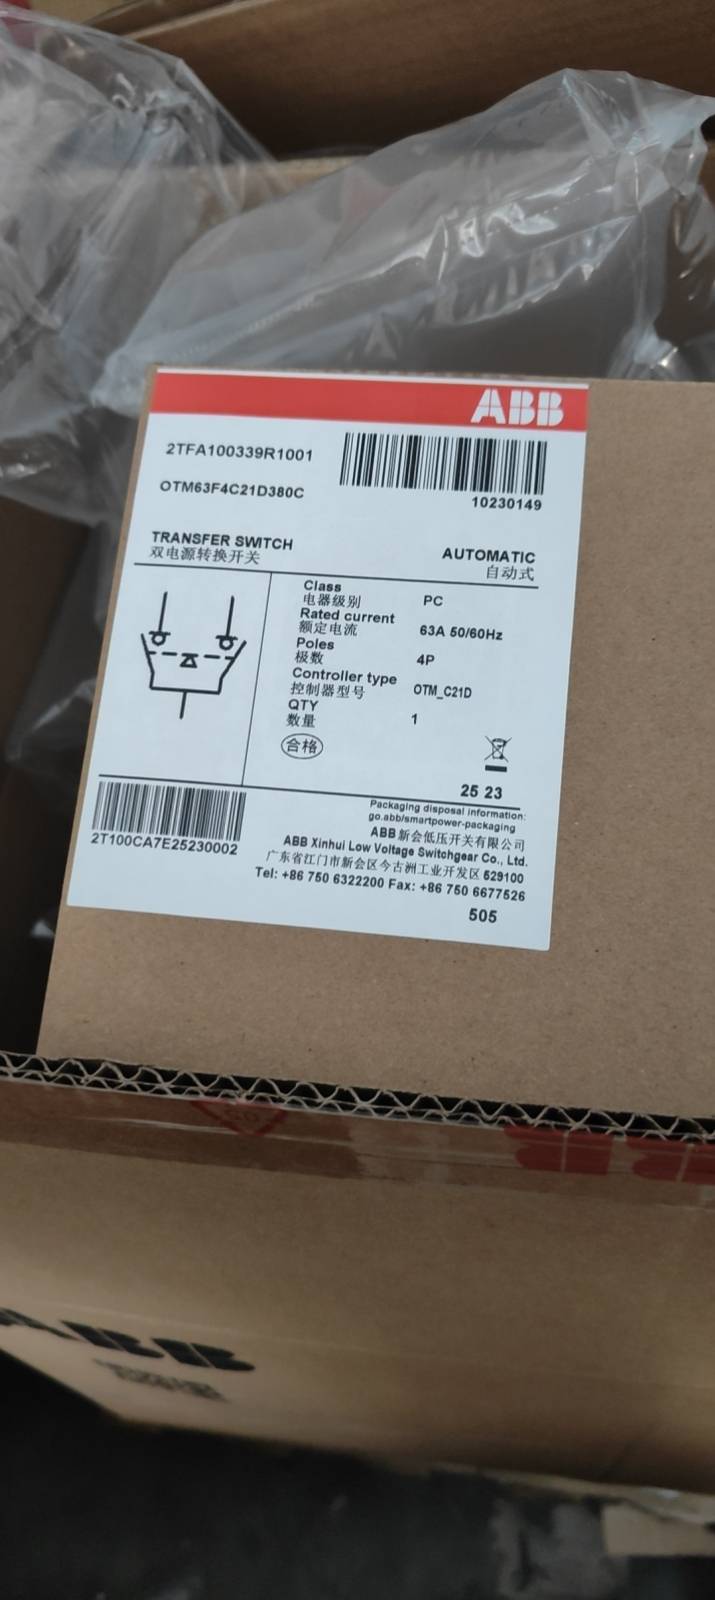 ABB
2TFA100339R1001
OTM63F4C21D380C
10230149
TRANSFER SWITCH
双电源转换开关
AUTOMATIC
自动式
Class
电器级别
PC
Rated current
额定电流
63A 50/60Hz
Poles
极数
4P
Controller type
控制器型号
OTM_C21D
QTY
数量
1
合格
25 23
2T100CA7E25230002
Packaging disposal information:
go.abb/smartpower-packaging
ABB新会低压开关有限公司
ABB Xinhui Low Voltage Switchgear Co., Ltd.
广东省江门市新会区今古洲工业开发区 529100
Tel: +86 750 6322200 Fax: +86 750 6677526
505
ABB